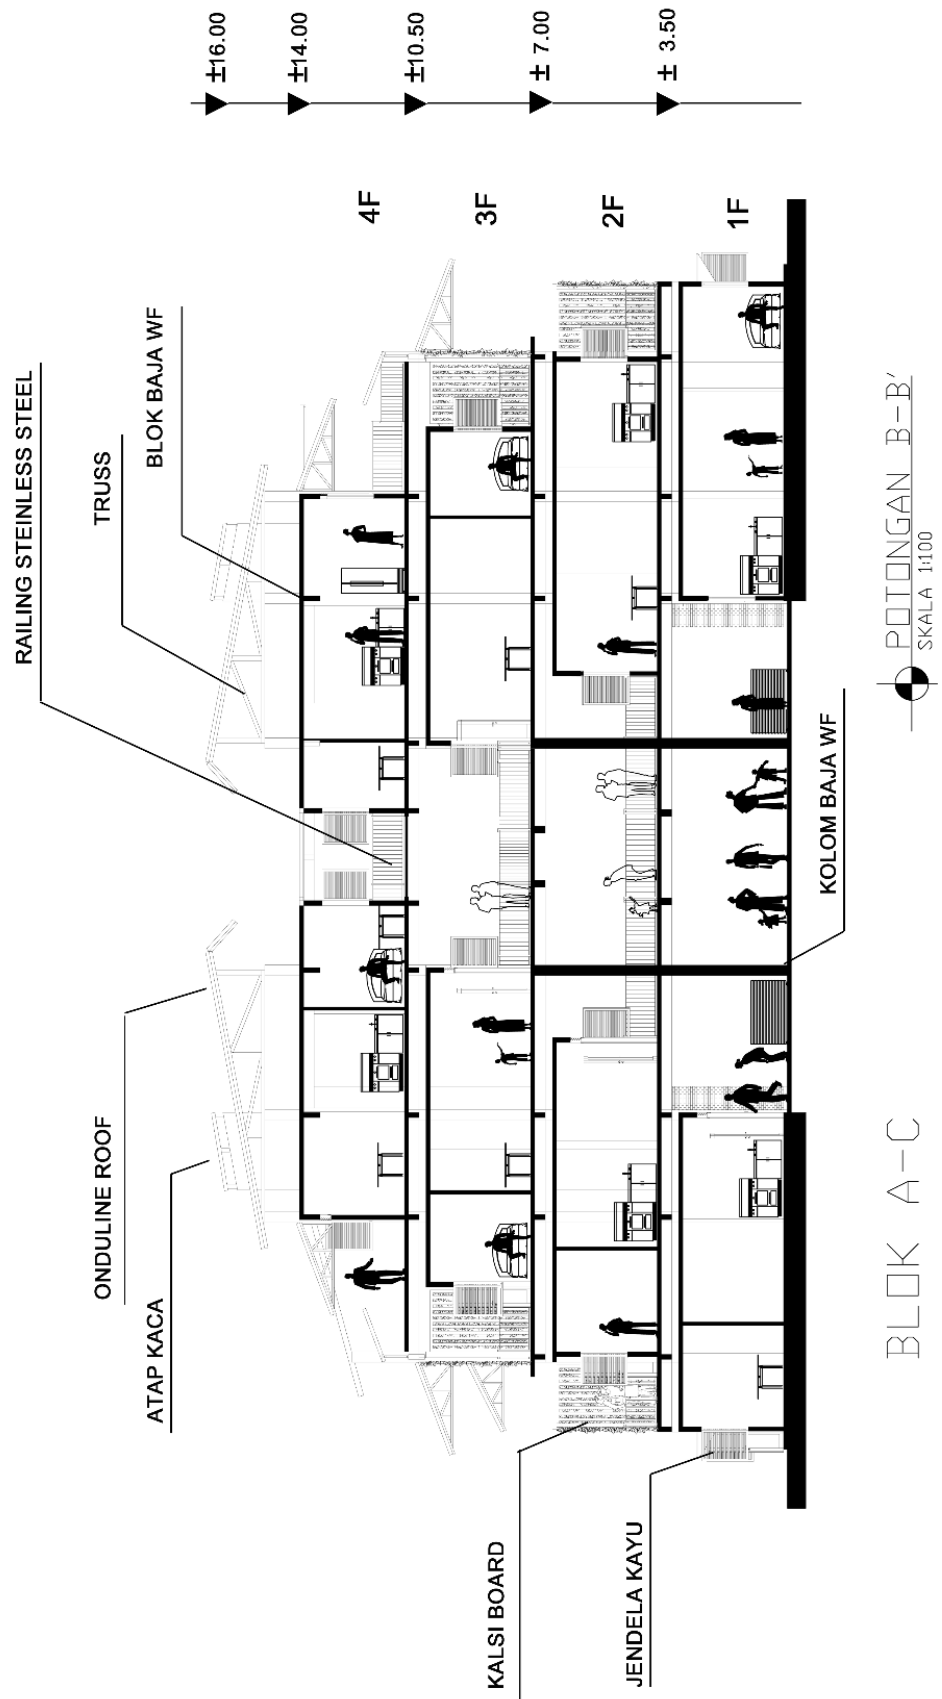 RAILING STEINLESS STEEL
TRUSS
BLOK BAJA WF
ONDULINE ROOF
ATAP KACA
±16.00
±14.00
±10.50
± 7.00
± 3.50
4F
3F
2F
1F
KALSI BOARD
JENDELA KAYU
KOLOM BAJA WF
BLOK A-C
POTONGAN B-B'
SKALA 1:100